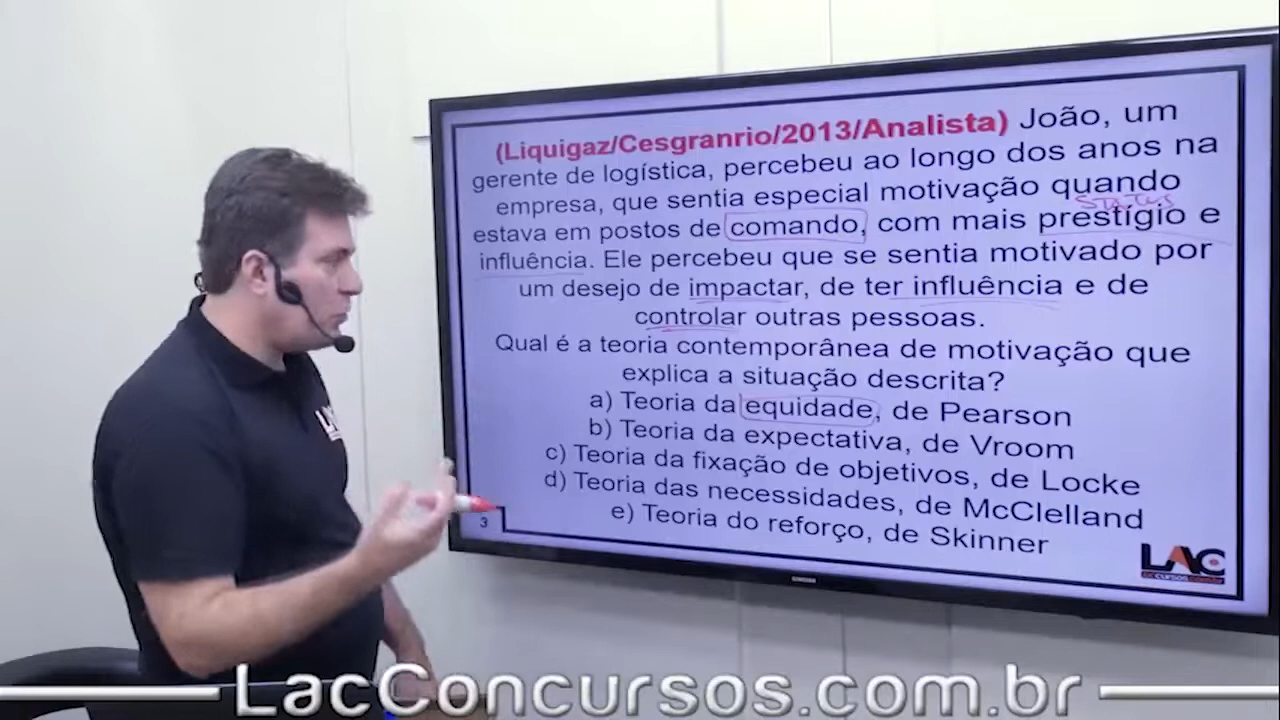 (Liquigaz/Cesgranrio/2013/Analista) João, um
gerente de logística, percebeu ao longo dos anos na
empresa, que sentia especial motivação quando
status
estava em postos de comando, com mais prestígio e
influência. Ele percebeu que se sentia motivado por
um desejo de impactar, de ter influência e de
controlar outras pessoas.
Qual é a teoria contemporânea de motivação que
explica a situação descrita?
a) Teoria da equidade, de Pearson
b) Teoria da expectativa, de Vroom
c) Teoria da fixação de objetivos, de Locke
d) Teoria das necessidades, de McClelland
e) Teoria do reforço, de Skinner
3
LAC
LacConcursos.com.br